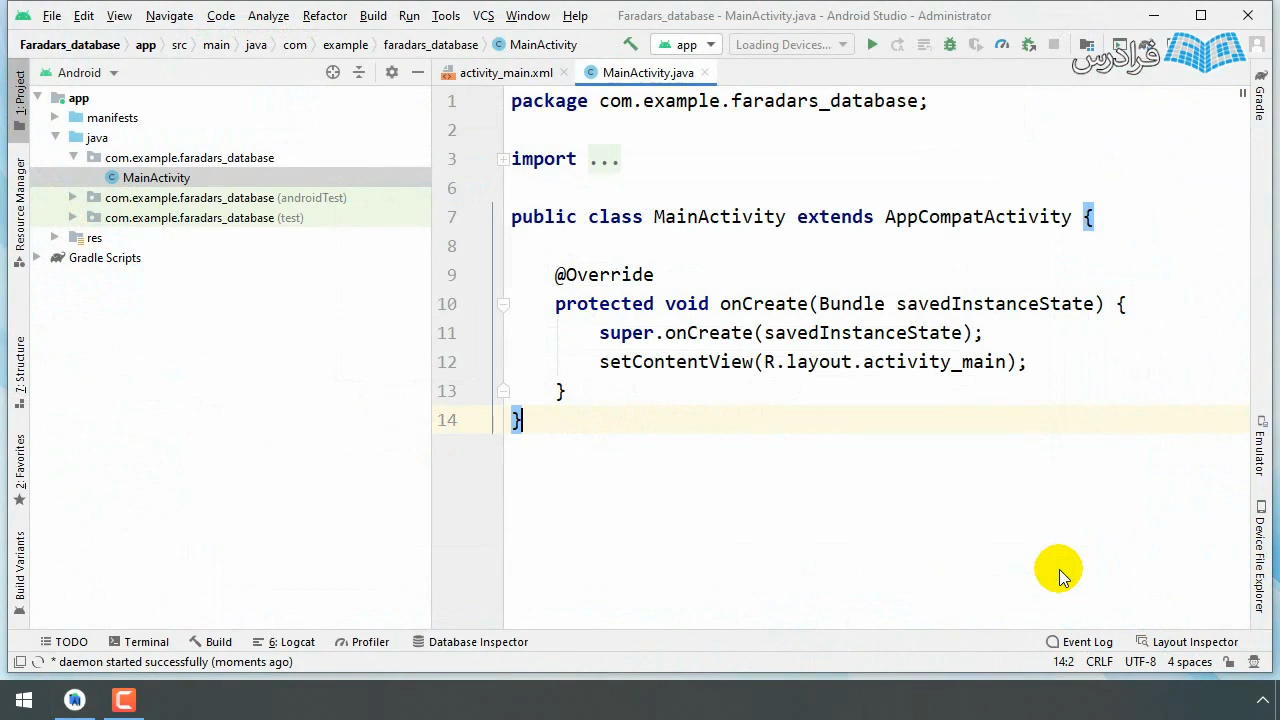 File Edit View Navigate Code Analyze Refactor Build Run Tools VCS Window Help Faradars_database - MainActivity.java - Android Studio - Administrator
Faradars_database app src main java com example faradars_database MainActivity app Loading Devices...
فرادرس
Android activity_main.xml MainActivity.java
1: Project
Resource Manager
7: Structure
2: Favorites
Build Variants
app
manifests
java
com.example.faradars_database
MainActivity
com.example.faradars_database (androidTest)
com.example.faradars_database (test)
res
Gradle Scripts
1 package com.example.faradars_database;
2
3 import ...
6
7 public class MainActivity extends AppCompatActivity {
8
9 @Override
10 protected void onCreate(Bundle savedInstanceState) {
11 super.onCreate(savedInstanceState);
12 setContentView(R.layout.activity_main);
13 }
14 }
Gradle
Emulator
Device File Explorer
TODO Terminal Build 6: Logcat Profiler Database Inspector Event Log Layout Inspector
* daemon started successfully (moments ago) 14:2 CRLF UTF-8 4 spaces